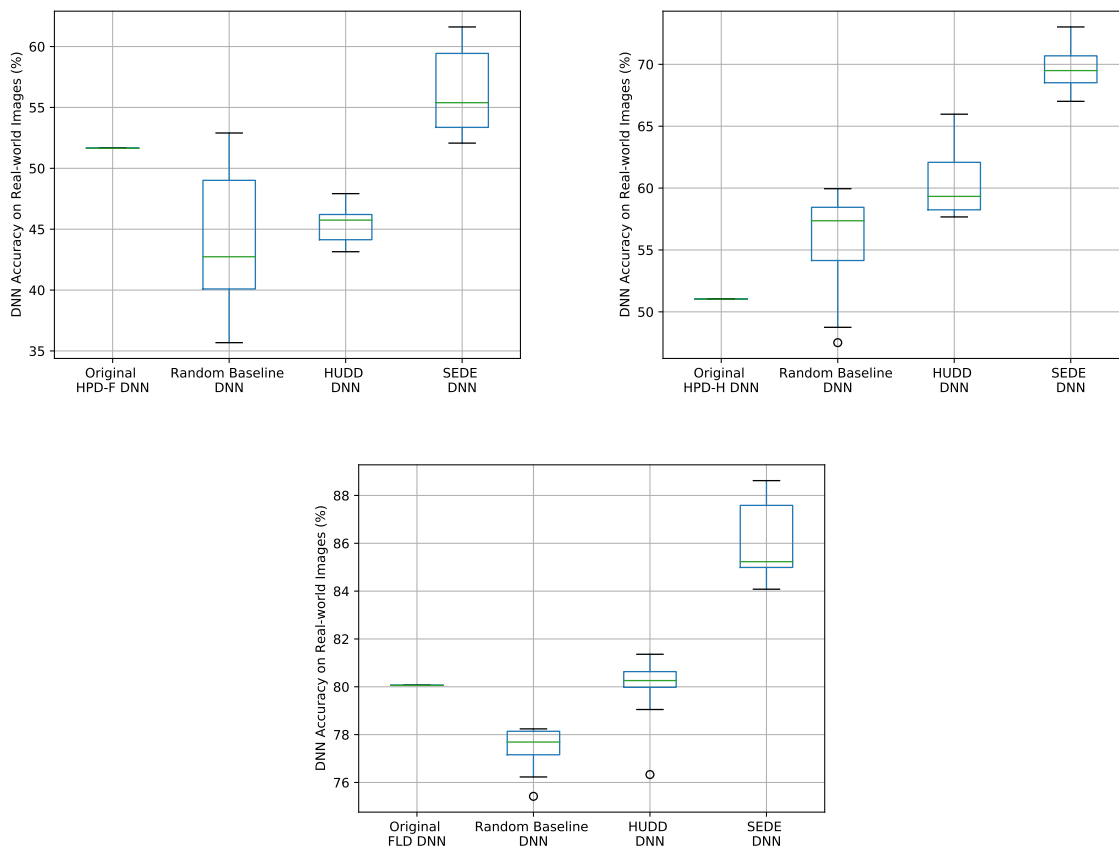 DNN Accuracy on Real-world Images (%)
60
55
50
45
40
35
Original
HPD-F DNN
Random Baseline
DNN
HUDD
DNN
SEDE
DNN
DNN Accuracy on Real-world Images (%)
70
65
60
55
50
Original
HPD-H DNN
Random Baseline
DNN
HUDD
DNN
SEDE
DNN
DNN Accuracy on Real-world Images (%)
88
86
84
82
80
78
76
Original
FLD DNN
Random Baseline
DNN
HUDD
DNN
SEDE
DNN